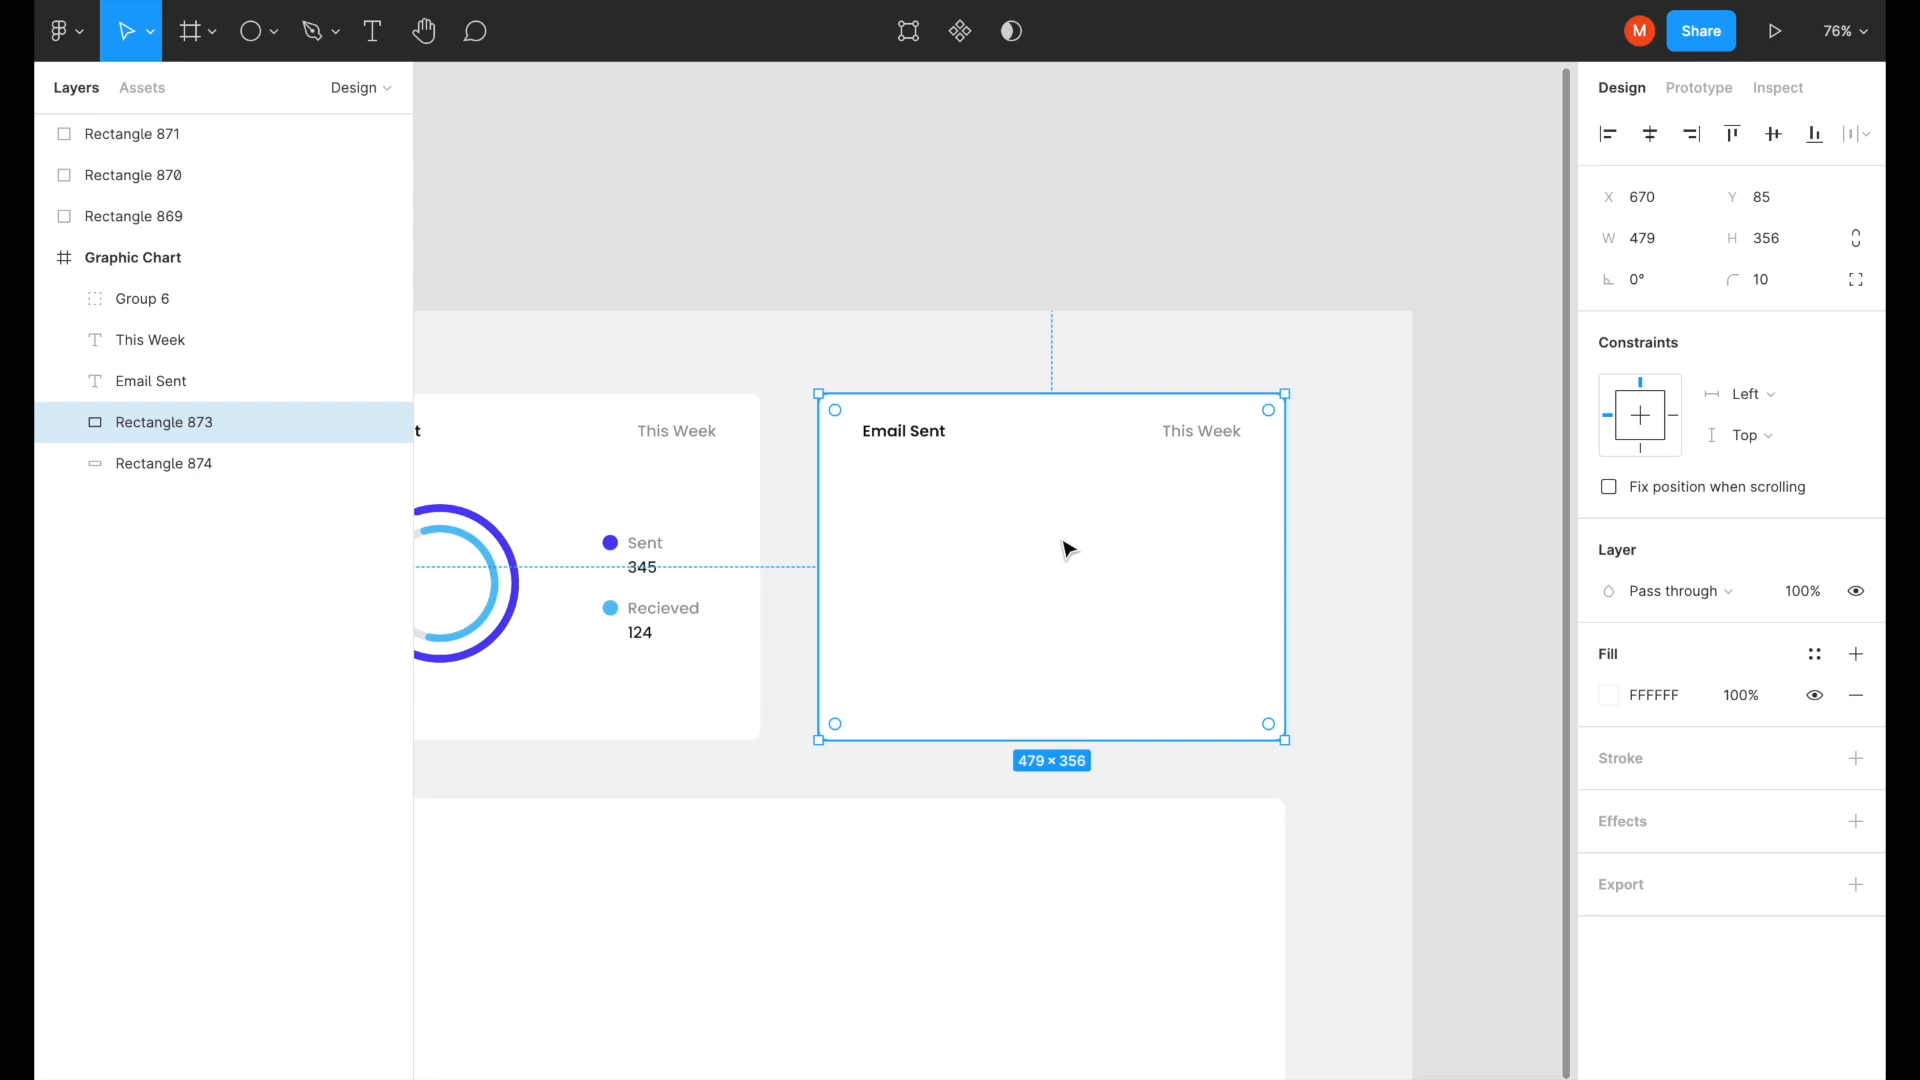 M
Share
76%
Layers
Assets
Design
Rectangle 871
Rectangle 870
Rectangle 869
Graphic Chart
Group 6
This Week
Email Sent
Rectangle 873
Rectangle 874
t
This Week
Sent
345
Recieved
124
Email Sent
This Week
479 × 356
Design
Prototype
Inspect
X 670
Y 85
W 479
H 356
0°
10
Constraints
Left
Top
Fix position when scrolling
Layer
Pass through
100%
Fill
FFFFFF
100%
Stroke
Effects
Export